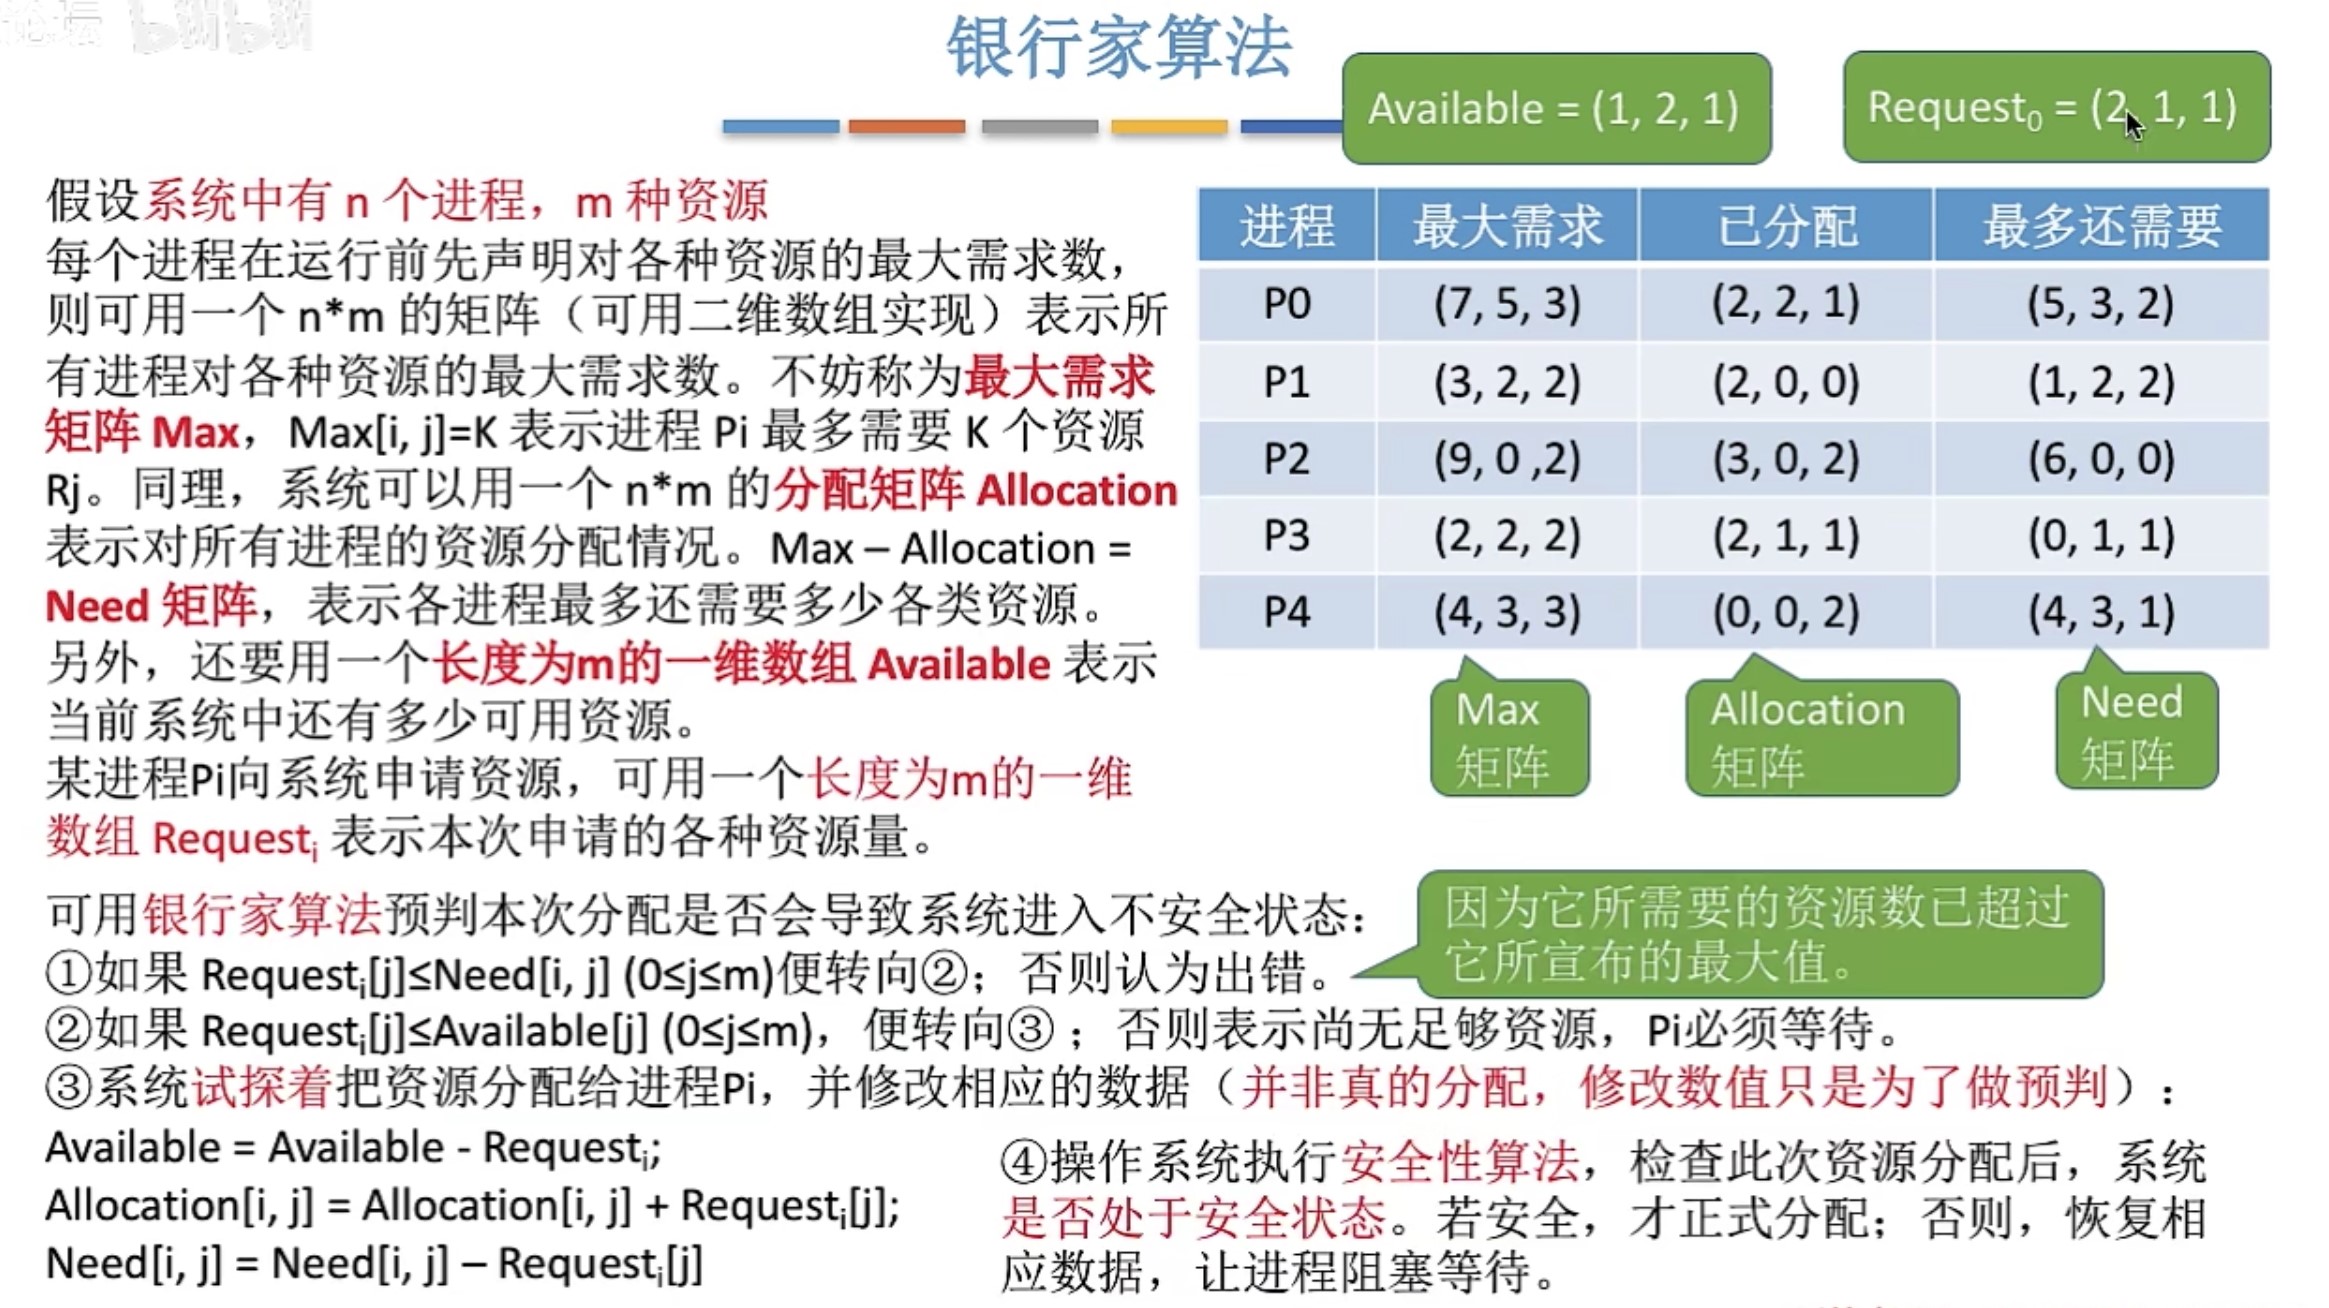 论坛 bilibili
银行家算法
Available = (1, 2, 1)
Request0 = (2, 1, 1)
假设系统中有 n 个进程，m 种资源
每个进程在运行前先声明对各种资源的最大需求数，
则可用一个 n*m 的矩阵（可用二维数组实现）表示所
有进程对各种资源的最大需求数。不妨称为最大需求
矩阵 Max，Max[i, j]=K 表示进程 Pi 最多需要 K 个资源
Rj。同理，系统可以用一个 n*m 的分配矩阵 Allocation
表示对所有进程的资源分配情况。Max – Allocation =
Need 矩阵，表示各进程最多还需要多少各类资源。
另外，还要用一个长度为m的一维数组 Available 表示
当前系统中还有多少可用资源。
某进程Pi向系统申请资源，可用一个长度为m的一维
数组 Requesti 表示本次申请的各种资源量。
进程 最大需求 已分配 最多还需要
P0 (7, 5, 3) (2, 2, 1) (5, 3, 2)
P1 (3, 2, 2) (2, 0, 0) (1, 2, 2)
P2 (9, 0 ,2) (3, 0, 2) (6, 0, 0)
P3 (2, 2, 2) (2, 1, 1) (0, 1, 1)
P4 (4, 3, 3) (0, 0, 2) (4, 3, 1)
Max
矩阵
Allocation
矩阵
Need
矩阵
可用银行家算法预判本次分配是否会导致系统进入不安全状态：
①如果 Requesti[j]≤Need[i, j] (0≤j≤m)便转向②；否则认为出错。
因为它所需要的资源数已超过
它所宣布的最大值。
②如果 Requesti[j]≤Available[j] (0≤j≤m)，便转向③；否则表示尚无足够资源，Pi必须等待。
③系统试探着把资源分配给进程Pi，并修改相应的数据（并非真的分配，修改数值只是为了做预判）：
Available = Available - Requesti;
Allocation[i, j] = Allocation[i, j] + Requesti[j];
Need[i, j] = Need[i, j] – Requesti[j]
④操作系统执行安全性算法，检查此次资源分配后，系统
是否处于安全状态。若安全，才正式分配；否则，恢复相
应数据，让进程阻塞等待。